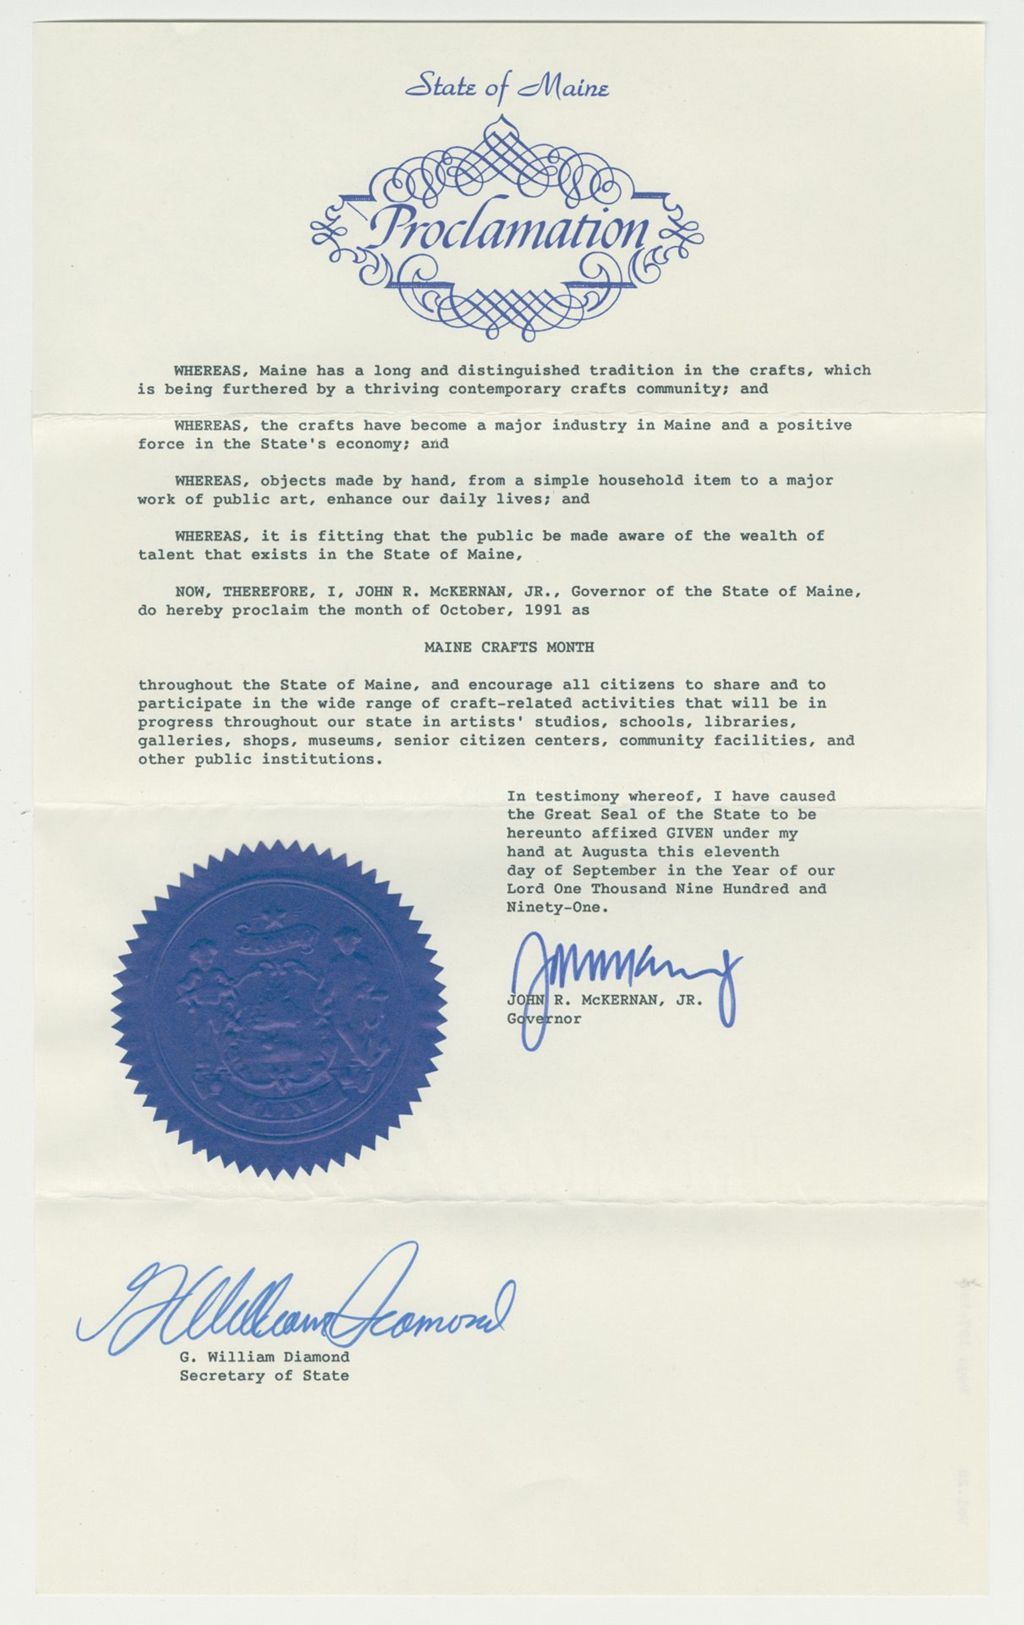 State of Maine
Proclamation
WHEREAS, Maine has a long and distinguished tradition in the crafts, which
is being furthered by a thriving contemporary crafts community; and
WHEREAS, the crafts have become a major industry in Maine and a positive
force in the State's economy; and
WHEREAS, objects made by hand, from a simple household item to a major
work of public art, enhance our daily lives; and
WHEREAS, it is fitting that the public be made aware of the wealth of
talent that exists in the State of Maine,
NOW, THEREFORE, I, JOHN R. McKERNAN, JR., Governor of the State of Maine,
do hereby proclaim the month of October, 1991 as
MAINE CRAFTS MONTH
throughout the State of Maine, and encourage all citizens to share and to
participate in the wide range of craft-related activities that will be in
progress throughout our state in artists' studios, schools, libraries,
galleries, shops, museums, senior citizen centers, community facilities, and
other public institutions.
In testimony whereof, I have caused
the Great Seal of the State to be
hereunto affixed GIVEN under my
hand at Augusta this eleventh
day of September in the Year of our
Lord One Thousand Nine Hundred and
Ninety-One.
JOHN R. McKERNAN, JR.
Governor
MAINE
G William Diamond
G. William Diamond
Secretary of State